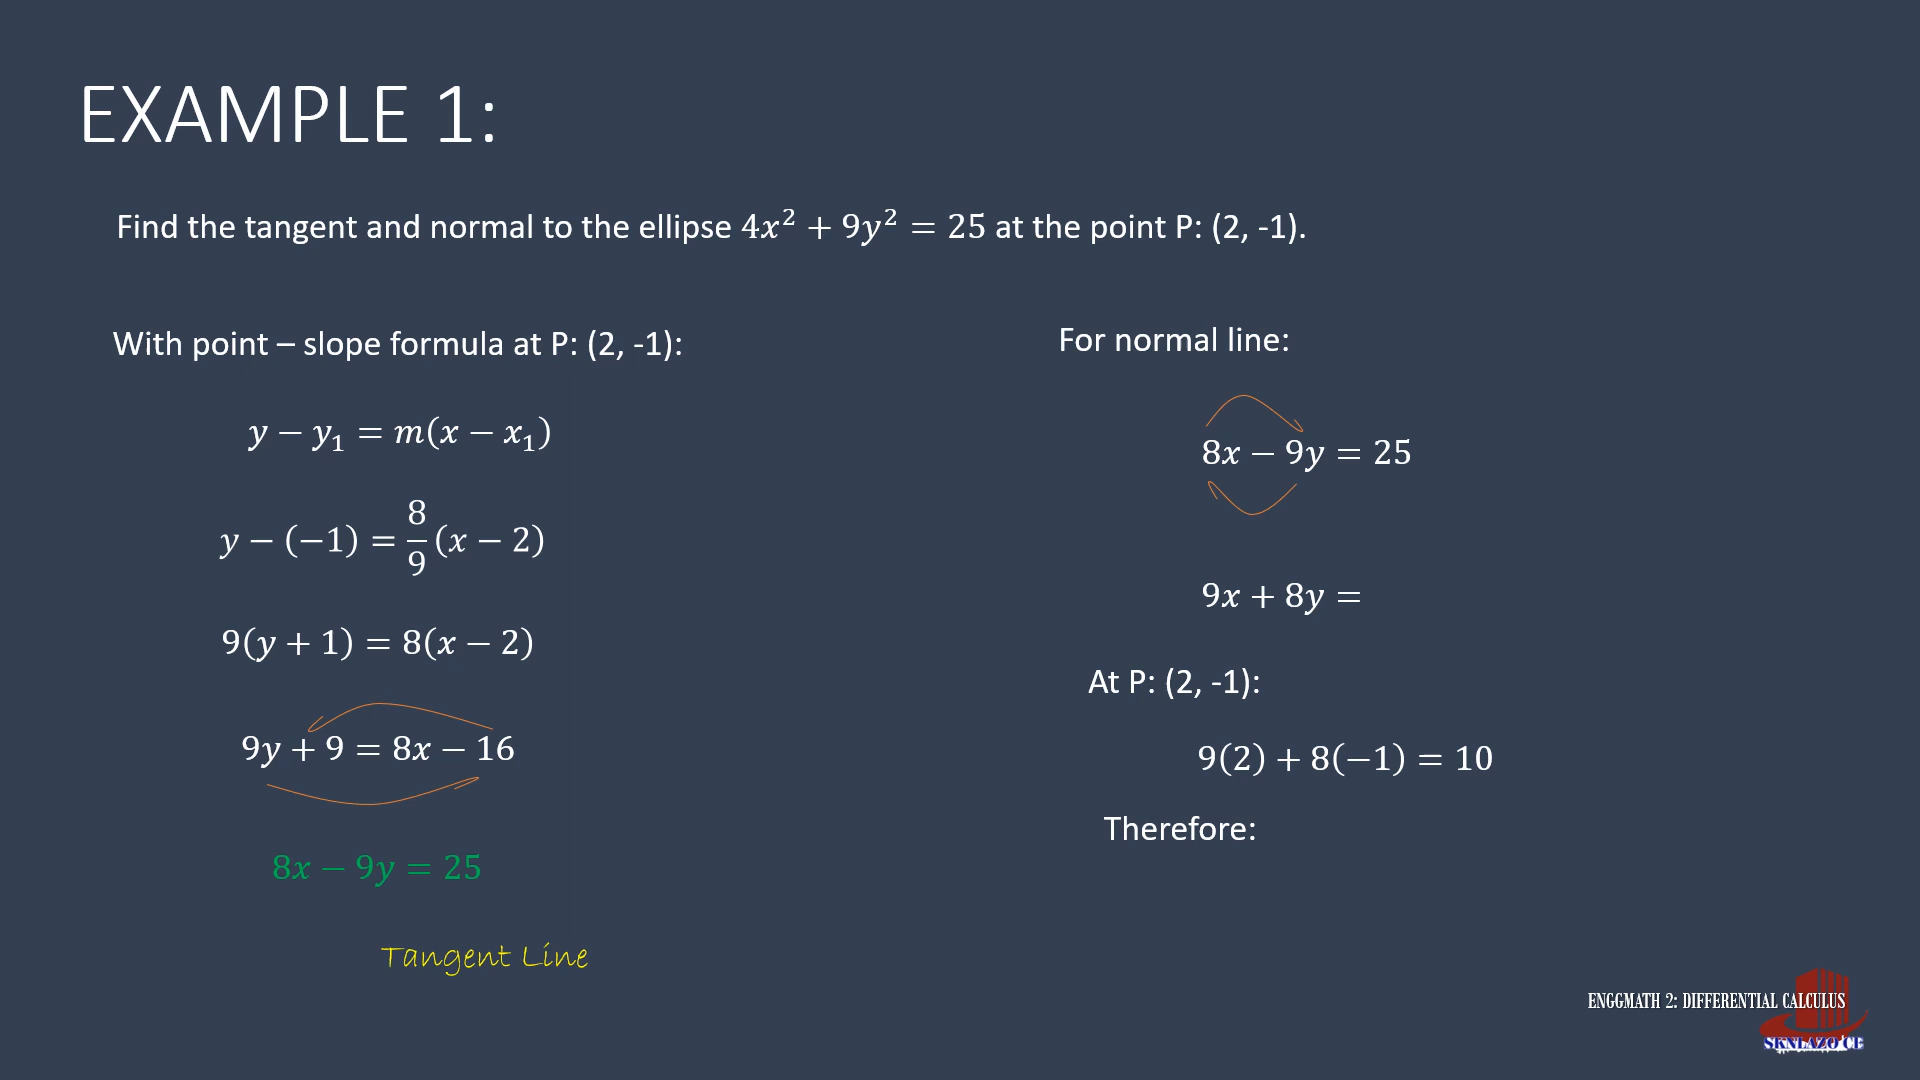 EXAMPLE 1:
Find the tangent and normal to the ellipse 4x² + 9y² = 25 at the point P: (2, -1).
With point – slope formula at P: (2, -1):
y − y₁ = m(x − x₁)
y − (−1) = 8/9 (x − 2)
9(y + 1) = 8(x − 2)
9y + 9 = 8x − 16
8x − 9y = 25
Tangent Line
For normal line:
8x − 9y = 25
9x + 8y =
At P: (2, -1):
9(2) + 8(−1) = 10
Therefore:
ENGGMATH 2: DIFFERENTIAL CALCULUS
SKNLAZO CE